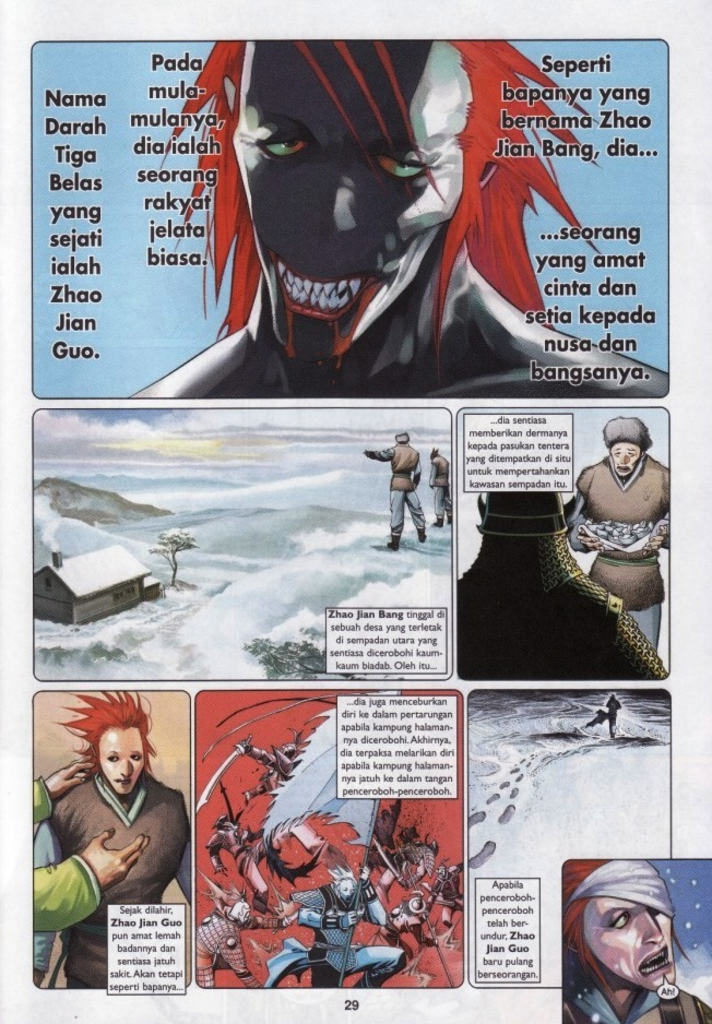 Nama
Darah
Tiga
Belas
yang
sejati
ialah
Zhao
Jian
Guo.
Pada
mula-
mulanya,
dia ialah
seorang
rakyat
jelata
biasa.
Seperti
bapanya yang
bernama Zhao
Jian Bang, dia...
...seorang
yang amat
cinta dan
setia kepada
nusa dan
bangsanya.
Zhao Jian Bang tinggal di
sebuah desa yang terletak
di sempadan utara yang
sentiasa dicerobohi kaum-
kaum biadab. Oleh itu...
...dia sentiasa
memberikan dermanya
kepada pasukan tentera
yang ditempatkan di situ
untuk mempertahankan
kawasan sempadan itu.
Sejak dilahir,
Zhao Jian Guo
pun amat lemah
badannya dan
sentiasa jatuh
sakit. Akan tetapi
seperti bapanya...
...dia juga menceburkan
diri ke dalam pertarungan
apabila kampung halaman-
nya dicerobohi. Akhirnya,
dia terpaksa melarikan diri
apabila kampung halaman-
nya jatuh ke dalam tangan
penceroboh-penceroboh.
Apabila
penceroboh-
penceroboh
telah ber-
undur, Zhao
Jian Guo
baru pulang
berseorangan.
Ah!
29